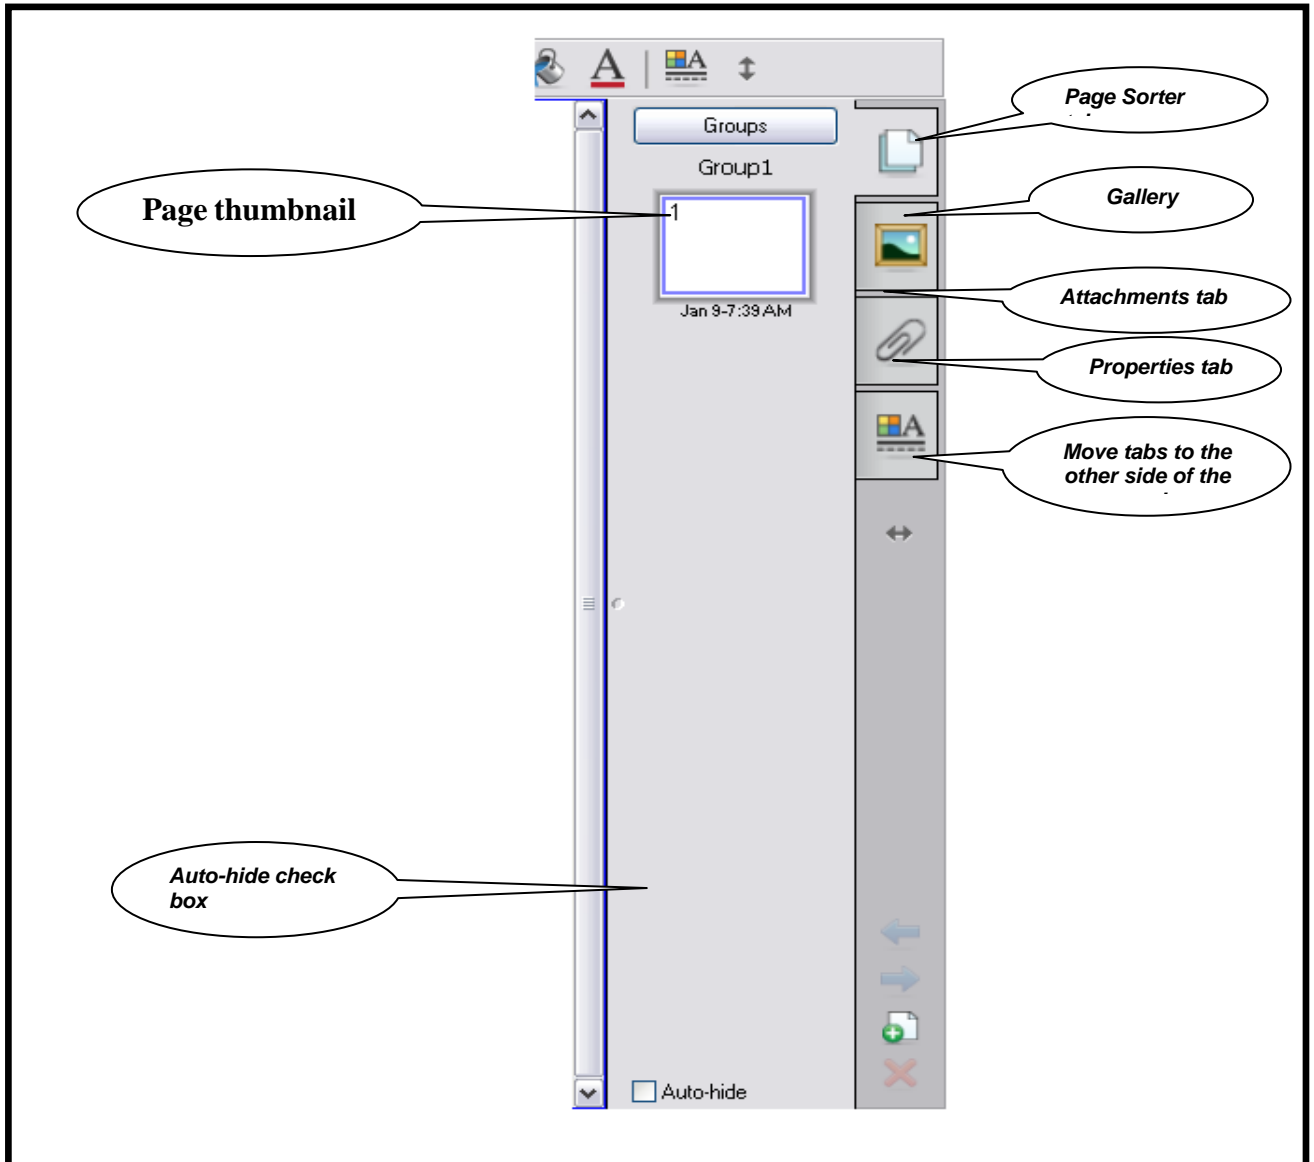 A
A
Page Sorter
Groups
Group1
Page thumbnail
1
Gallery
Jan 9-7:39 AM
Attachments tab
Properties tab
A
Move tabs to the
other side of the
Auto-hide check
box
Auto-hide